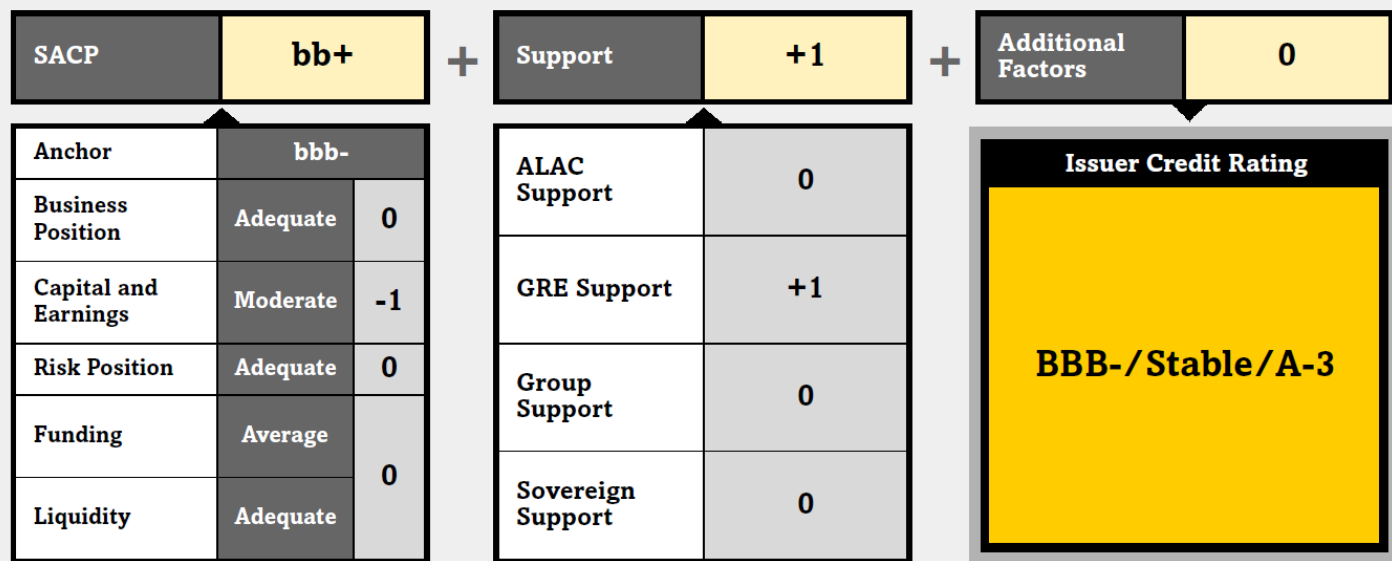 SACP
bb+
+
Support
+1
+
Additional
Factors
0
Anchor
bbb-
Business
Position
Adequate
0
Capital and
Earnings
Moderate
-1
Risk Position
Adequate
0
Funding
Average
0
Liquidity
Adequate
ALAC
Support
0
GRE Support
+1
Group
Support
0
Sovereign
Support
0
Issuer Credit Rating
BBB-/Stable/A-3